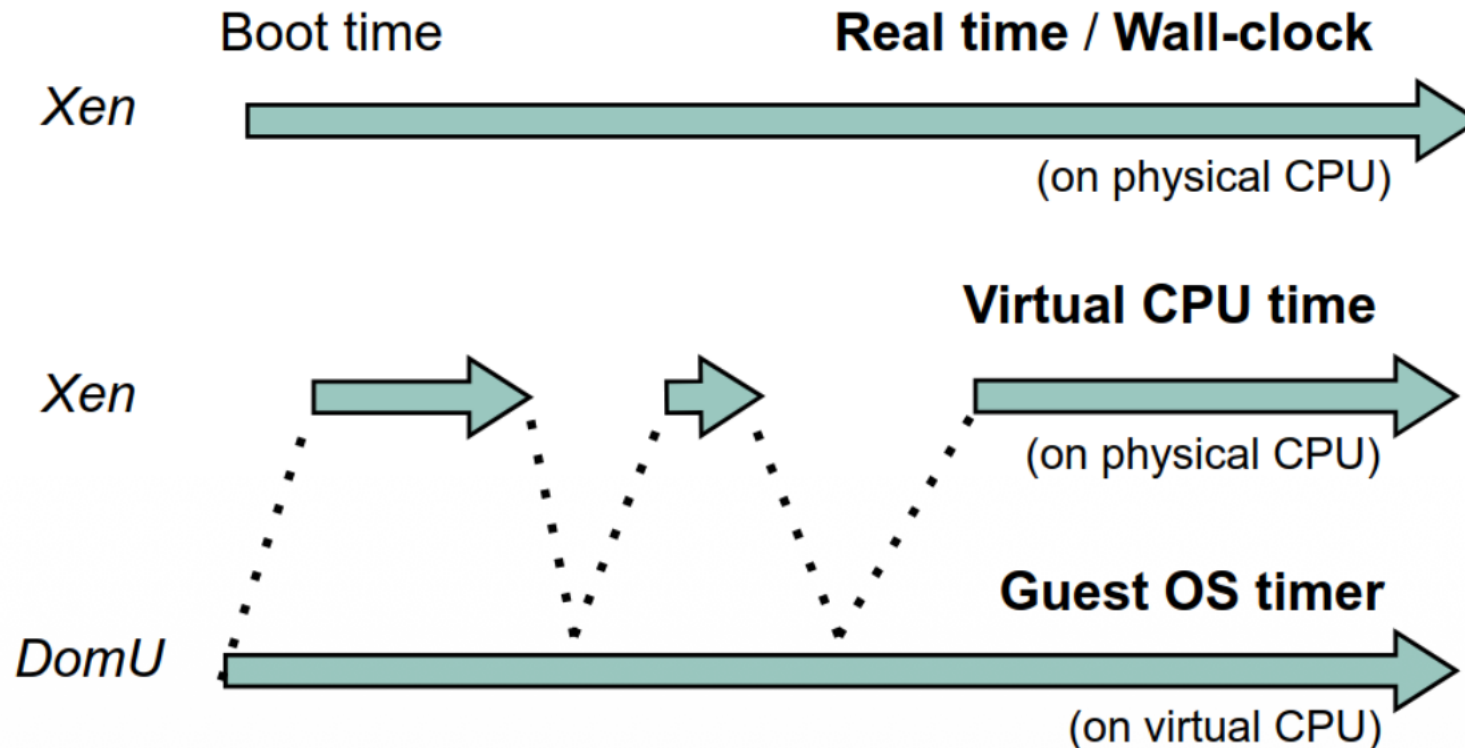 Boot time
Real time / Wall-clock
Xen
(on physical CPU)
Virtual CPU time
Xen
(on physical CPU)
Guest OS timer
DomU
(on virtual CPU)